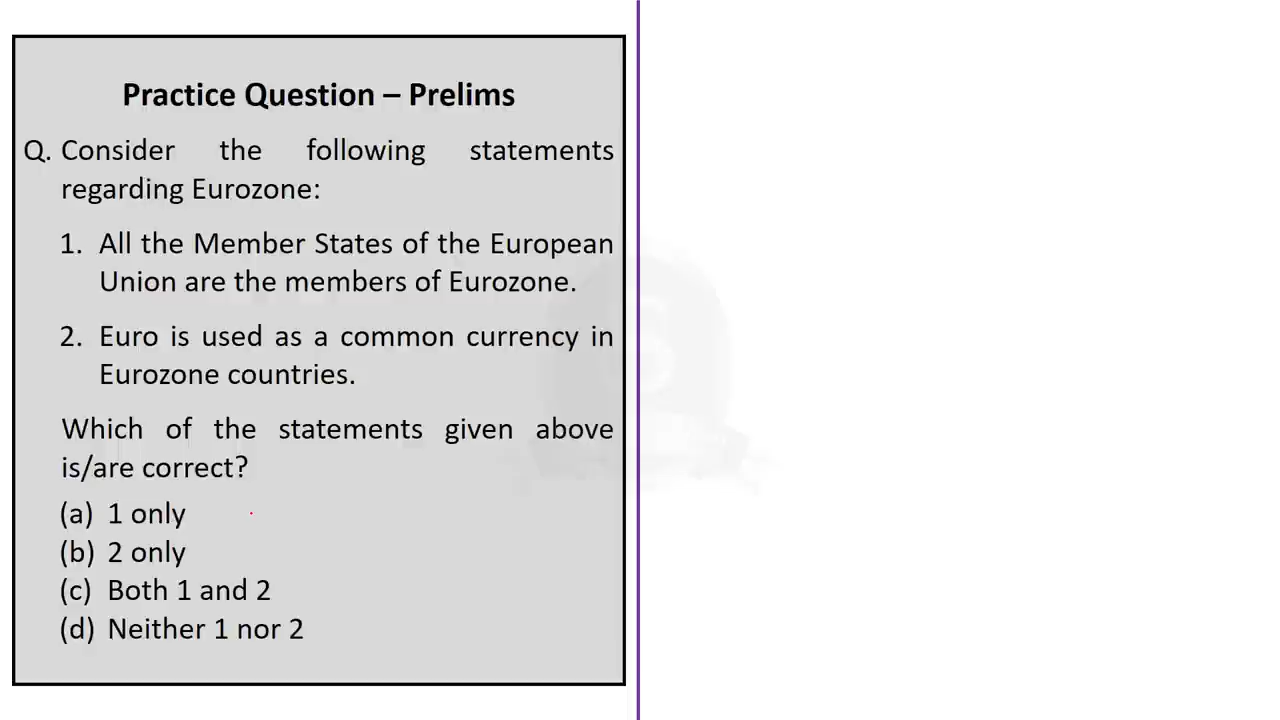 Practice Question – Prelims
Q. Consider the following statements
regarding Eurozone:
1. All the Member States of the European
Union are the members of Eurozone.
2. Euro is used as a common currency in
Eurozone countries.
Which of the statements given above
is/are correct?
(a) 1 only
(b) 2 only
(c) Both 1 and 2
(d) Neither 1 nor 2